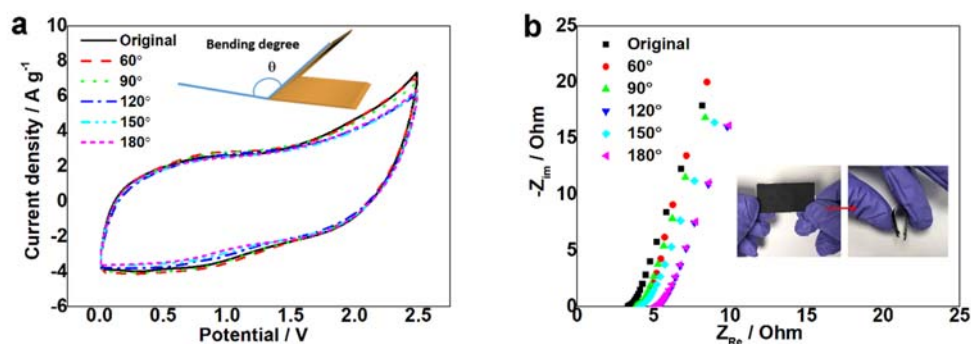 a
10
8
6
4
2
0
-2
-4
-6
Current density / A g⁻¹
Original
60°
90°
120°
150°
180°
Bending degree
θ
0.0 0.5 1.0 1.5 2.0 2.5
Potential / V
b
25
20
15
10
5
0
-Z_im / Ohm
Original
60°
90°
120°
150°
180°
0 5 10 15 20 25
Z_Re / Ohm